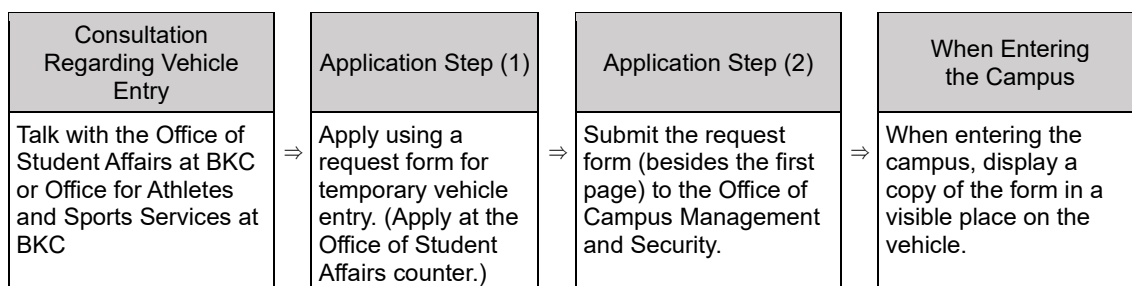 Consultation
Regarding Vehicle
Entry
Talk with the Office of
Student Affairs at BKC
or Office for Athletes
and Sports Services at
BKC
⇒
Application Step (1)
Apply using a
request form for
temporary vehicle
entry. (Apply at the
Office of Student
Affairs counter.)
⇒
Application Step (2)
Submit the request
form (besides the first
page) to the Office of
Campus Management
and Security.
⇒
When Entering
the Campus
When entering the
campus, display a
copy of the form in a
visible place on the
vehicle.